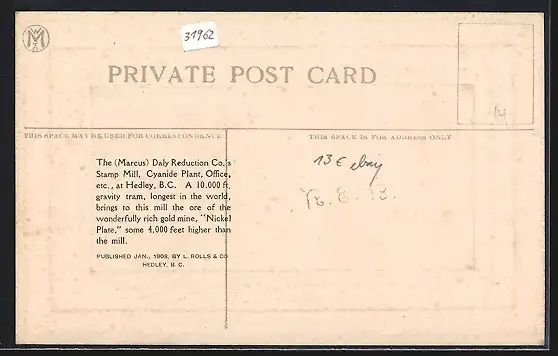 31962
PRIVATE POST CARD
THIS SPACE MAY BE USED FOR CORRESPONDENCE
THIS SPACE IS FOR ADDRESS ONLY
The (Marcus) Daly Reduction Co.'s
Stamp Mill, Cyanide Plant, Office,
etc., at Hedley, B.C. A 10,000 ft.
gravity tram, longest in the world,
brings to this mill the ore of the
wonderfully rich gold mine, "Nickel
Plate," some 4,000 feet higher than
the mill.
PUBLISHED JAN., 1908, BY L. ROLLS & CO
HEDLEY, B. C.
13 € ebay